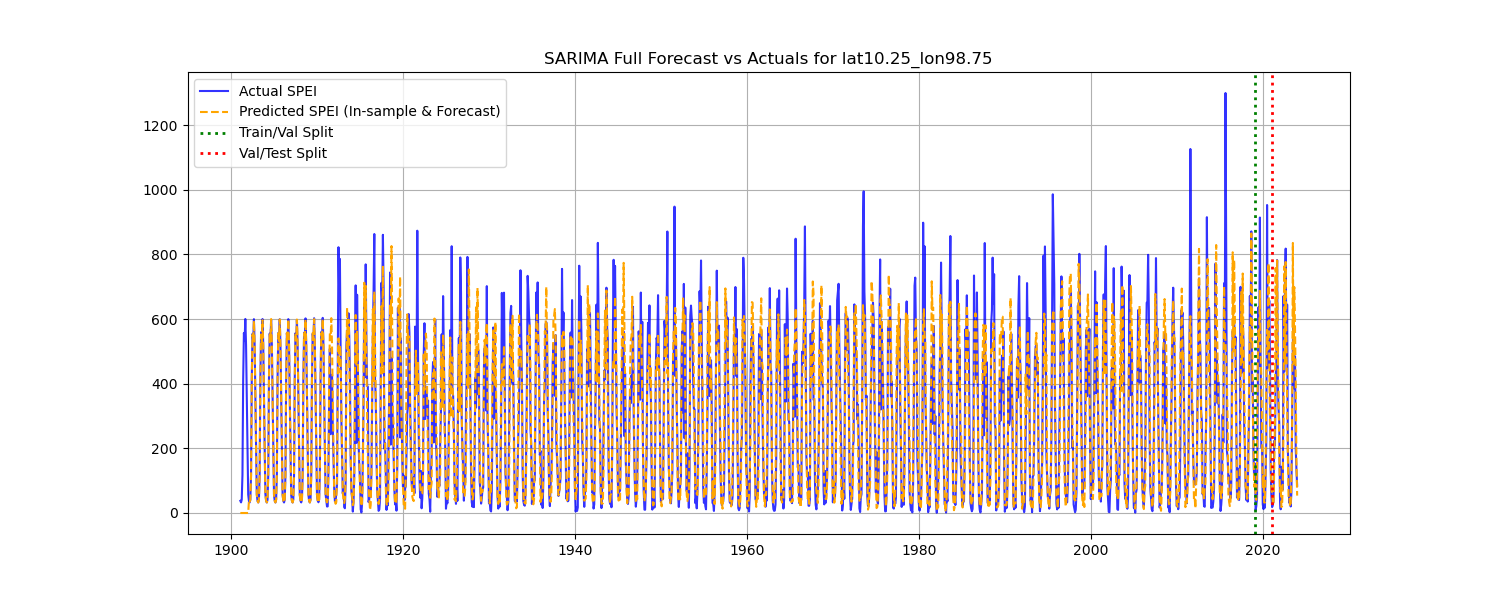 SARIMA Full Forecast vs Actuals for lat10.25_lon98.75
Actual SPEI
Predicted SPEI (In-sample & Forecast)
Train/Val Split
Val/Test Split
1200
1000
800
600
400
200
0
1900 1920 1940 1960 1980 2000 2020